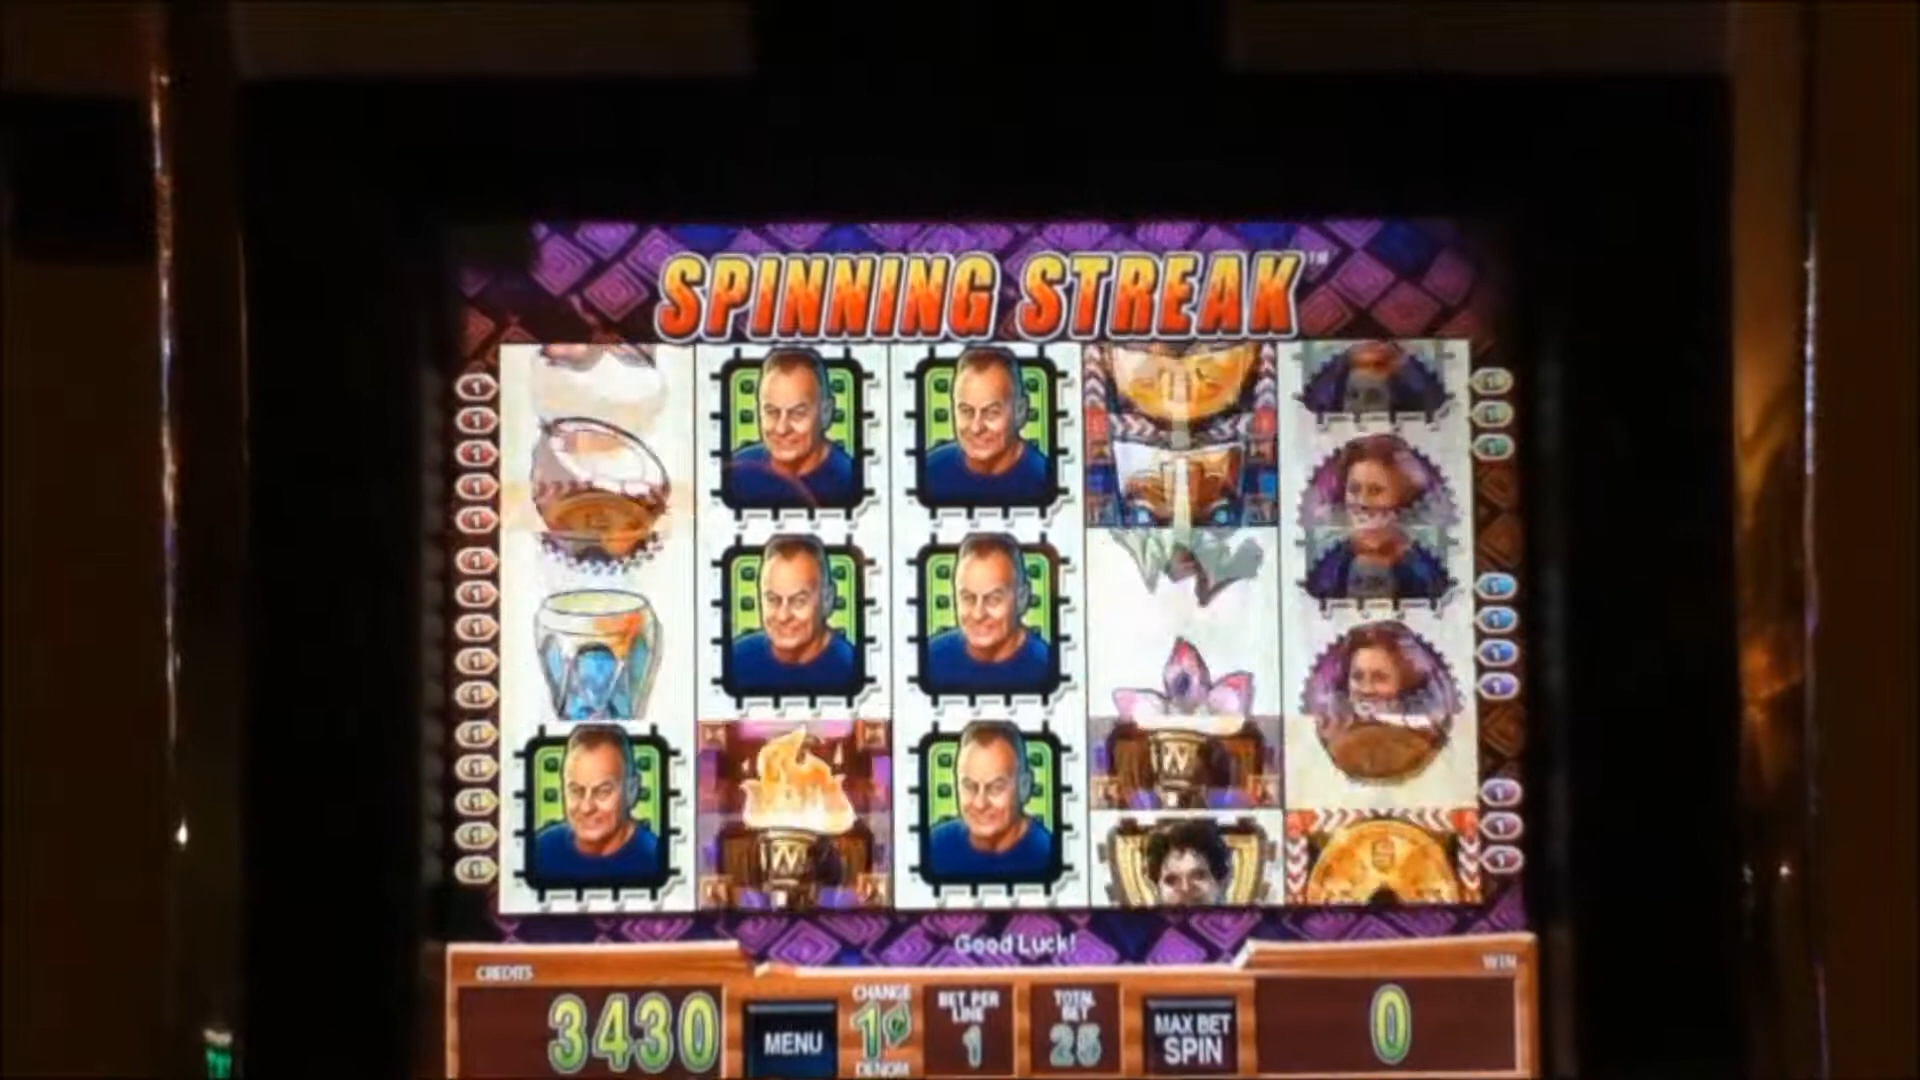 SPINNING STREAK™
Good Luck!
CREDITS
WIN
3430
MENU
CHANGE
1¢
DENOM
BET PER
LINE
1
TOTAL
BET
25
MAX BET
SPIN
0